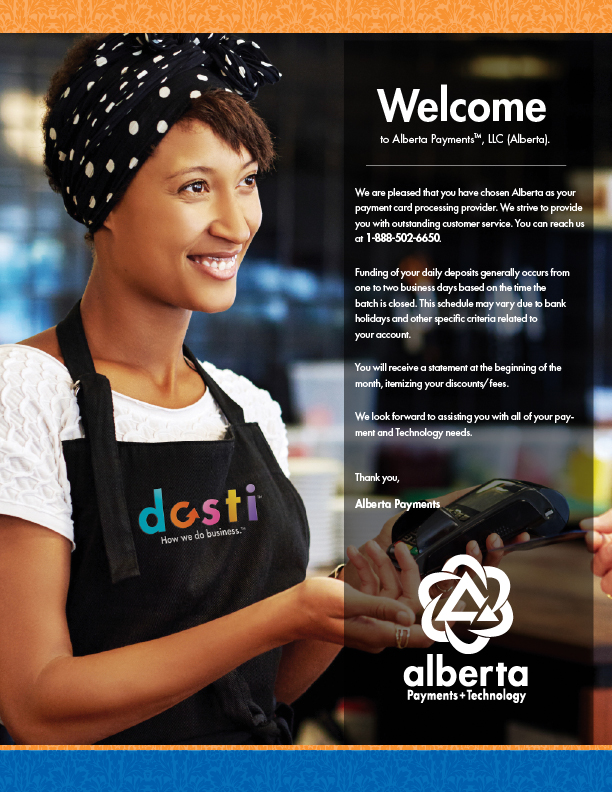 Welcome
to Alberta Payments™, LLC (Alberta).
We are pleased that you have chosen Alberta as your
payment card processing provider. We strive to provide
you with outstanding customer service. You can reach us
at 1-888-502-6650.
Funding of your daily deposits generally occurs from
one to two business days based on the time the
batch is closed. This schedule may vary due to bank
holidays and other specific criteria related to
your account.
You will receive a statement at the beginning of the
month, itemizing your discounts/fees.
We look forward to assisting you with all of your pay-
ment and Technology needs.
Thank you,
Alberta Payments
dosti™
How we do business.™
alberta
Payments+Technology